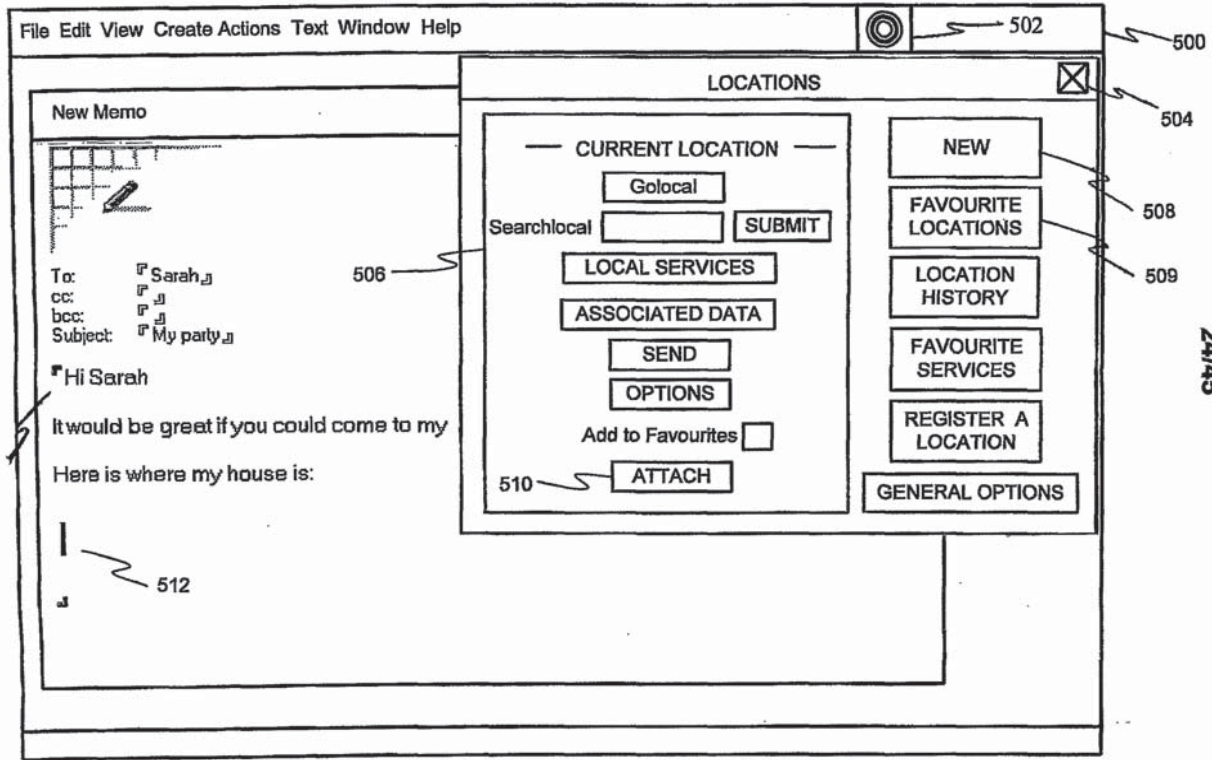 File Edit View Create Actions Text Window Help
502
500
LOCATIONS
504
New Memo
CURRENT LOCATION
Golocal
Searchlocal
SUBMIT
LOCAL SERVICES
ASSOCIATED DATA
SEND
OPTIONS
Add to Favourites
ATTACH
506
510
NEW
508
FAVOURITE
LOCATIONS
509
LOCATION
HISTORY
FAVOURITE
SERVICES
REGISTER A
LOCATION
GENERAL OPTIONS
To: Sarah
cc:
bcc:
Subject: My party
Hi Sarah
It would be great if you could come to my
Here is where my house is:
512
24/45